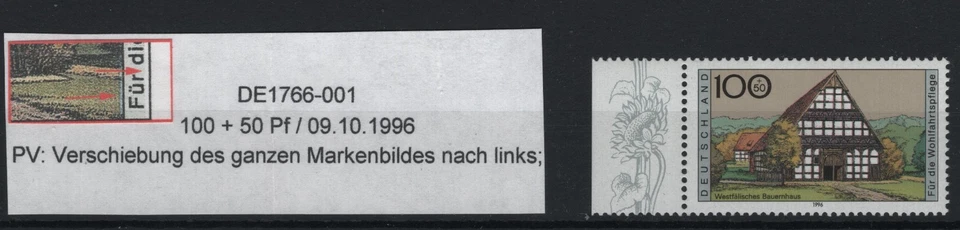 Für die
DE1766-001
100 + 50 Pf / 09.10.1996
PV: Verschiebung des ganzen Markenbildes nach links;
DEUTSCHLAND
100 + 50
Westfälisches Bauernhaus
1996
Für die Wohlfahrtspflege